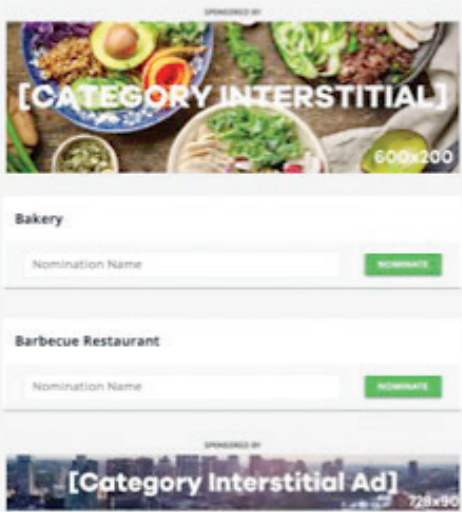 SPONSORED BY
[CATEGORY INTERSTITIAL]
600x200
Bakery
Nomination Name
NOMINATE
Barbecue Restaurant
Nomination Name
NOMINATE
SPONSORED BY
[Category Interstitial Ad]
728x90